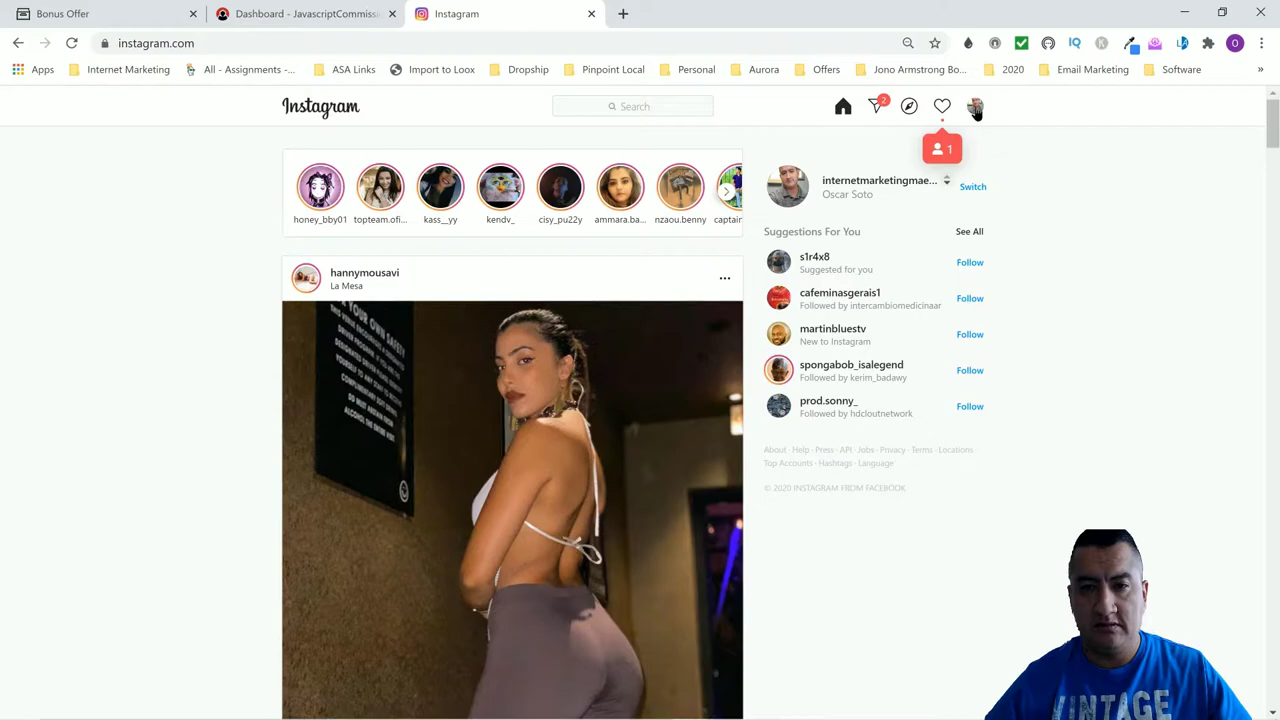 Bonus Offer
Dashboard - JavascriptCommissi
Instagram
instagram.com
Apps
Internet Marketing
All - Assignments -...
ASA Links
Import to Loox
Dropship
Pinpoint Local
Personal
Aurora
Offers
Jono Armstrong Bo...
2020
Email Marketing
Software
»
Instagram
Search
2
1
honey_bby01
topteam.ofi...
kass__yy
kendv_
cisy_pu22y
ammara.ba...
nzaou.benny
captain
internetmarketingmae...
Oscar Soto
Switch
Suggestions For You
See All
s1r4x8
Suggested for you
Follow
cafeminasgerais1
Followed by intercambiomedicinaar
Follow
martinbluestv
New to Instagram
Follow
spongabob_isalegend
Followed by kerim_badawy
Follow
prod.sonny_
Followed by hdcloutnetwork
Follow
About · Help · Press · API · Jobs · Privacy · Terms · Locations ·
Top Accounts · Hashtags · Language
© 2020 INSTAGRAM FROM FACEBOOK
hannymousavi
La Mesa
VINTAGE